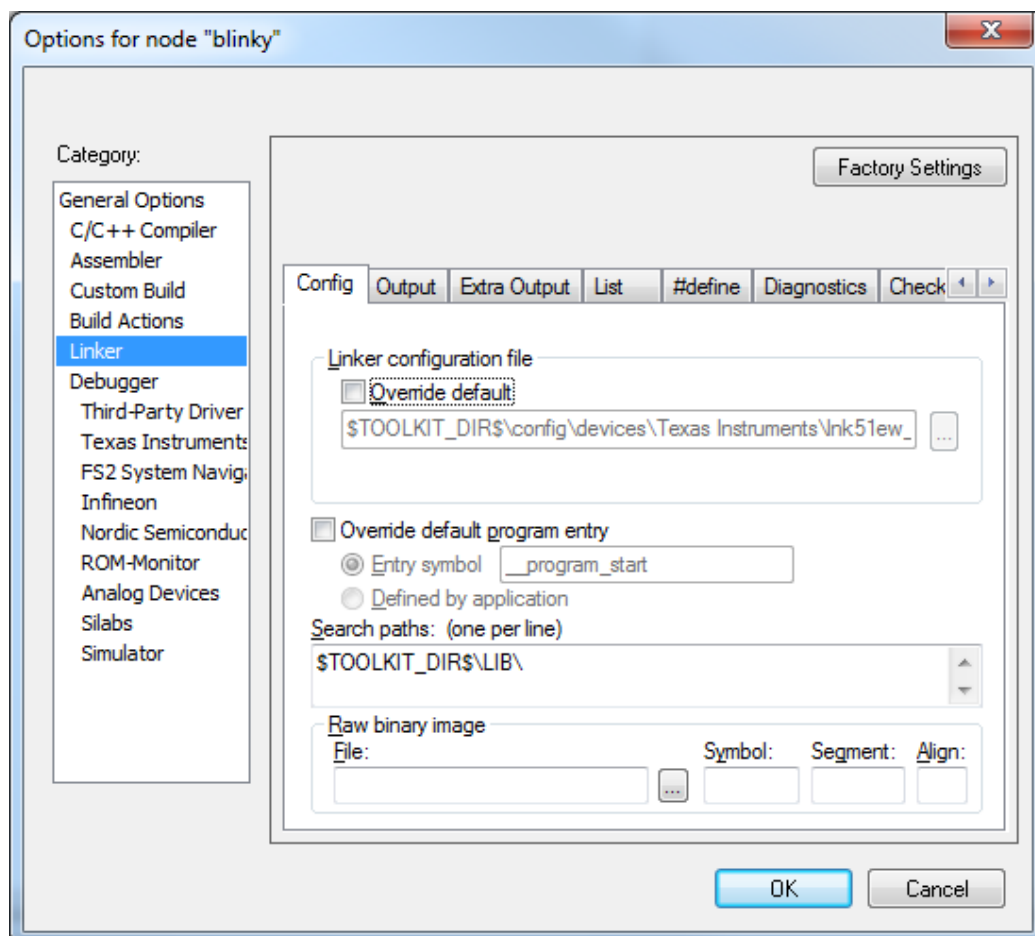 Options for node "blinky"
Category:
General Options
C/C++ Compiler
Assembler
Custom Build
Build Actions
Linker
Debugger
Third-Party Driver
Texas Instruments
FS2 System Naviga
Infineon
Nordic Semiconduc
ROM-Monitor
Analog Devices
Silabs
Simulator
Factory Settings
Config Output Extra Output List #define Diagnostics Check
Linker configuration file
Override default
$TOOLKIT_DIR$\config\devices\Texas Instruments\lnk51ew_
...
Override default program entry
Entry symbol __program_start
Defined by application
Search paths: (one per line)
$TOOLKIT_DIR$\LIB\
Raw binary image
File: Symbol: Segment: Align:
...
OK Cancel